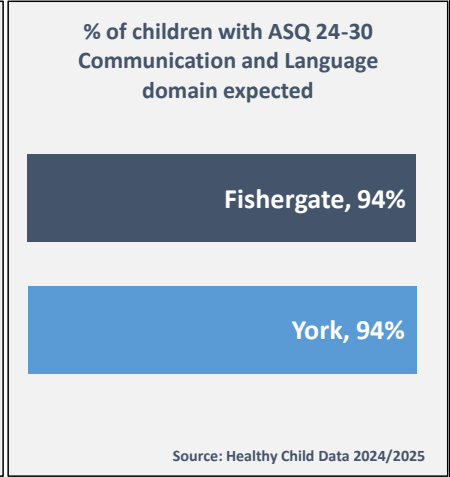 % of children with ASQ 24-30
Communication and Language
domain expected
Fishergate, 94%
York, 94%
Source: Healthy Child Data 2024/2025